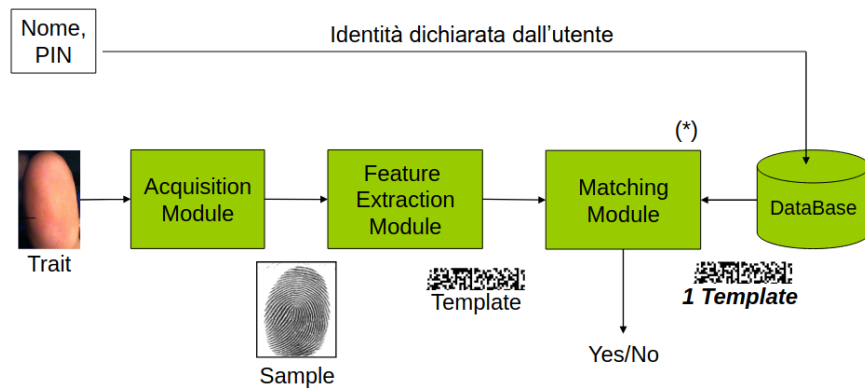 Nome,
PIN
Identità dichiarata dall'utente
(*)
Acquisition
Module
Feature
Extraction
Module
Matching
Module
DataBase
Trait
Template
1 Template
Sample
Yes/No